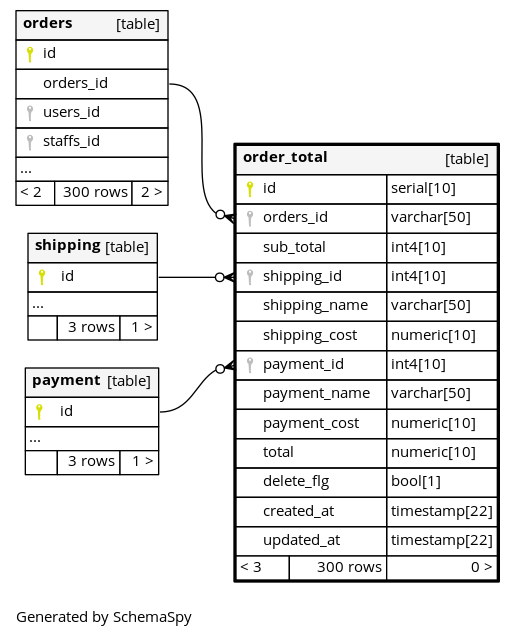 orders [table]
id
orders_id
users_id
staffs_id
...
< 2 300 rows 2 >
shipping [table]
id
...
3 rows 1 >
payment [table]
id
...
3 rows 1 >
order_total [table]
id serial[10]
orders_id varchar[50]
sub_total int4[10]
shipping_id int4[10]
shipping_name varchar[50]
shipping_cost numeric[10]
payment_id int4[10]
payment_name varchar[50]
payment_cost numeric[10]
total numeric[10]
delete_flg bool[1]
created_at timestamp[22]
updated_at timestamp[22]
< 3 300 rows 0 >
Generated by SchemaSpy